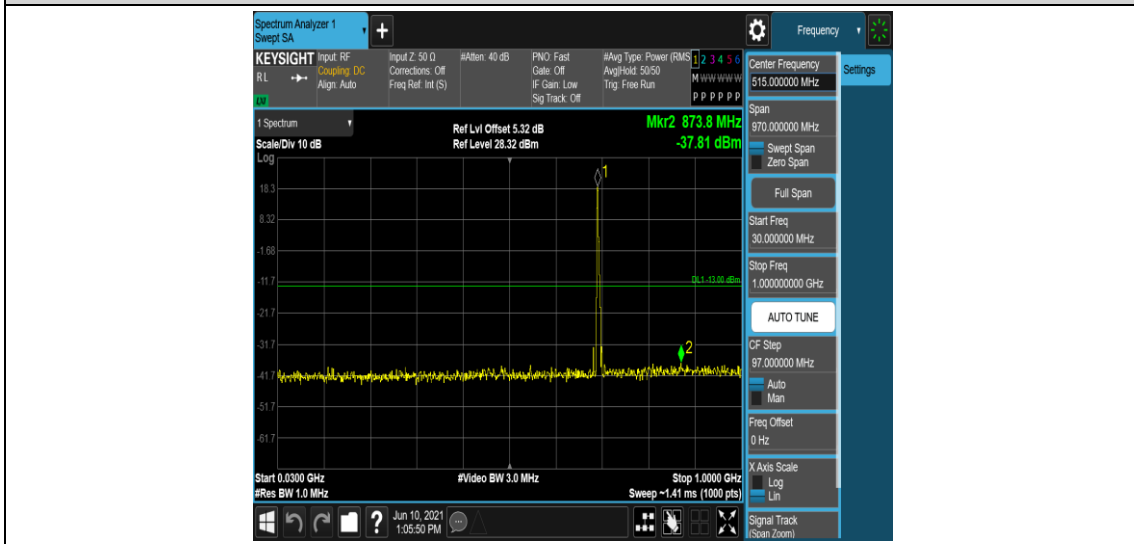 Spectrum Analyzer 1
Swept SA
Frequency
KEYSIGHT
RL
LXI
Input: RF
Coupling: DC
Align: Auto
Input Z: 50 Ω
Corrections: Off
Freq Ref: Int (S)
#Atten: 40 dB
PNO: Fast
Gate: Off
IF Gain: Low
Sig Track: Off
#Avg Type: Power (RMS
Avg|Hold: 50/50
Trig: Free Run
1 2 3 4 5 6
M W W W W W
P P P P P P
Center Frequency
515.000000 MHz
Settings
Span
970.000000 MHz
Swept Span
Zero Span
Full Span
Start Freq
30.000000 MHz
Stop Freq
1.000000000 GHz
AUTO TUNE
CF Step
97.000000 MHz
Auto
Man
Freq Offset
0 Hz
X Axis Scale
Log
Lin
Signal Track
(Span Zoom)
1 Spectrum
Scale/Div 10 dB
Ref Lvl Offset 5.32 dB
Ref Level 28.32 dBm
Mkr2 873.8 MHz
-37.81 dBm
Log
1
18.3
8.32
-1.68
-11.7
DL1 -13.00 dBm
-21.7
-31.7
2
-41.7
-51.7
-61.7
Start 0.0300 GHz
#Video BW 3.0 MHz
Stop 1.0000 GHz
#Res BW 1.0 MHz
Sweep ~1.41 ms (1000 pts)
Jun 10, 2021
1:05:50 PM